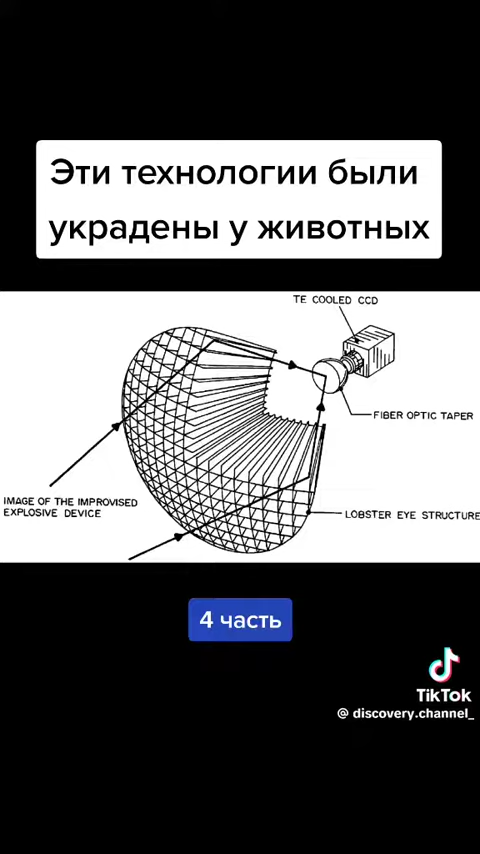 Эти технологии были
украдены у животных
TE COOLED CCD
FIBER OPTIC TAPER
IMAGE OF THE IMPROVISED
EXPLOSIVE DEVICE
LOBSTER EYE STRUCTURE
4 часть
TikTok
@ discovery.channel_